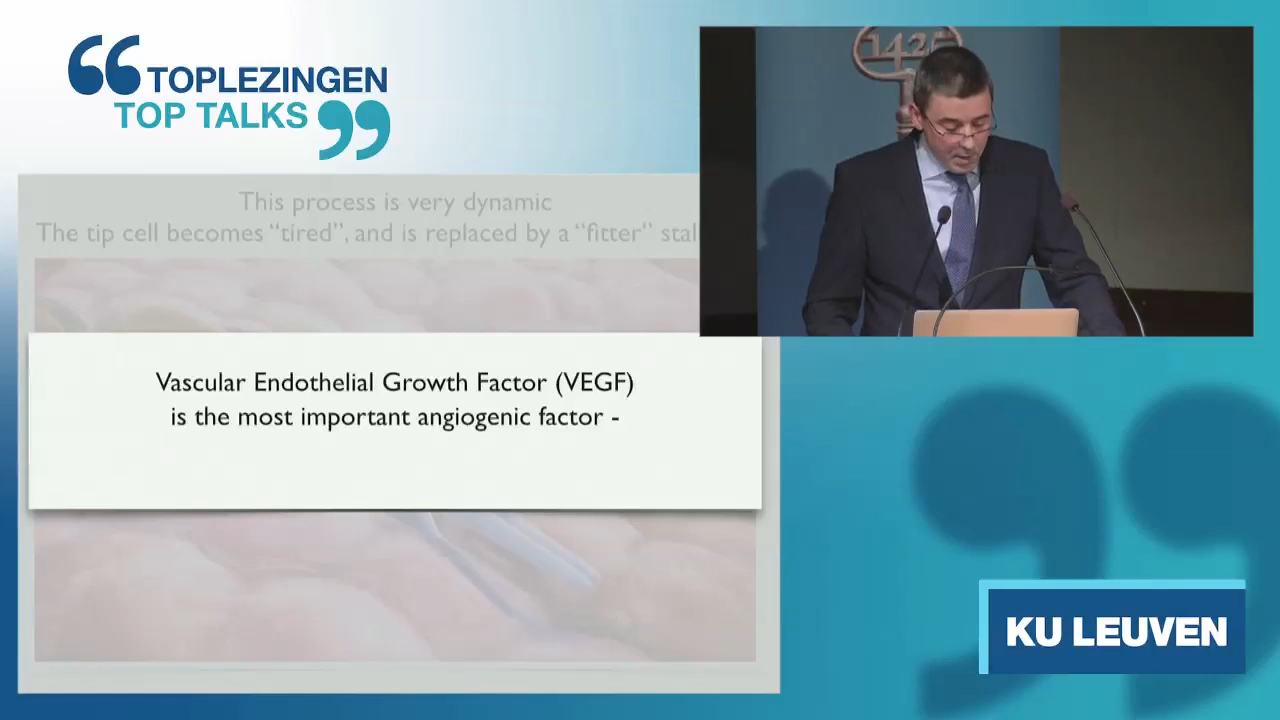 TOPLEZINGEN
TOP TALKS
1425
This process is very dynamic
The tip cell becomes “tired”, and is replaced by a “fitter” stal
Vascular Endothelial Growth Factor (VEGF)
is the most important angiogenic factor -
KU LEUVEN